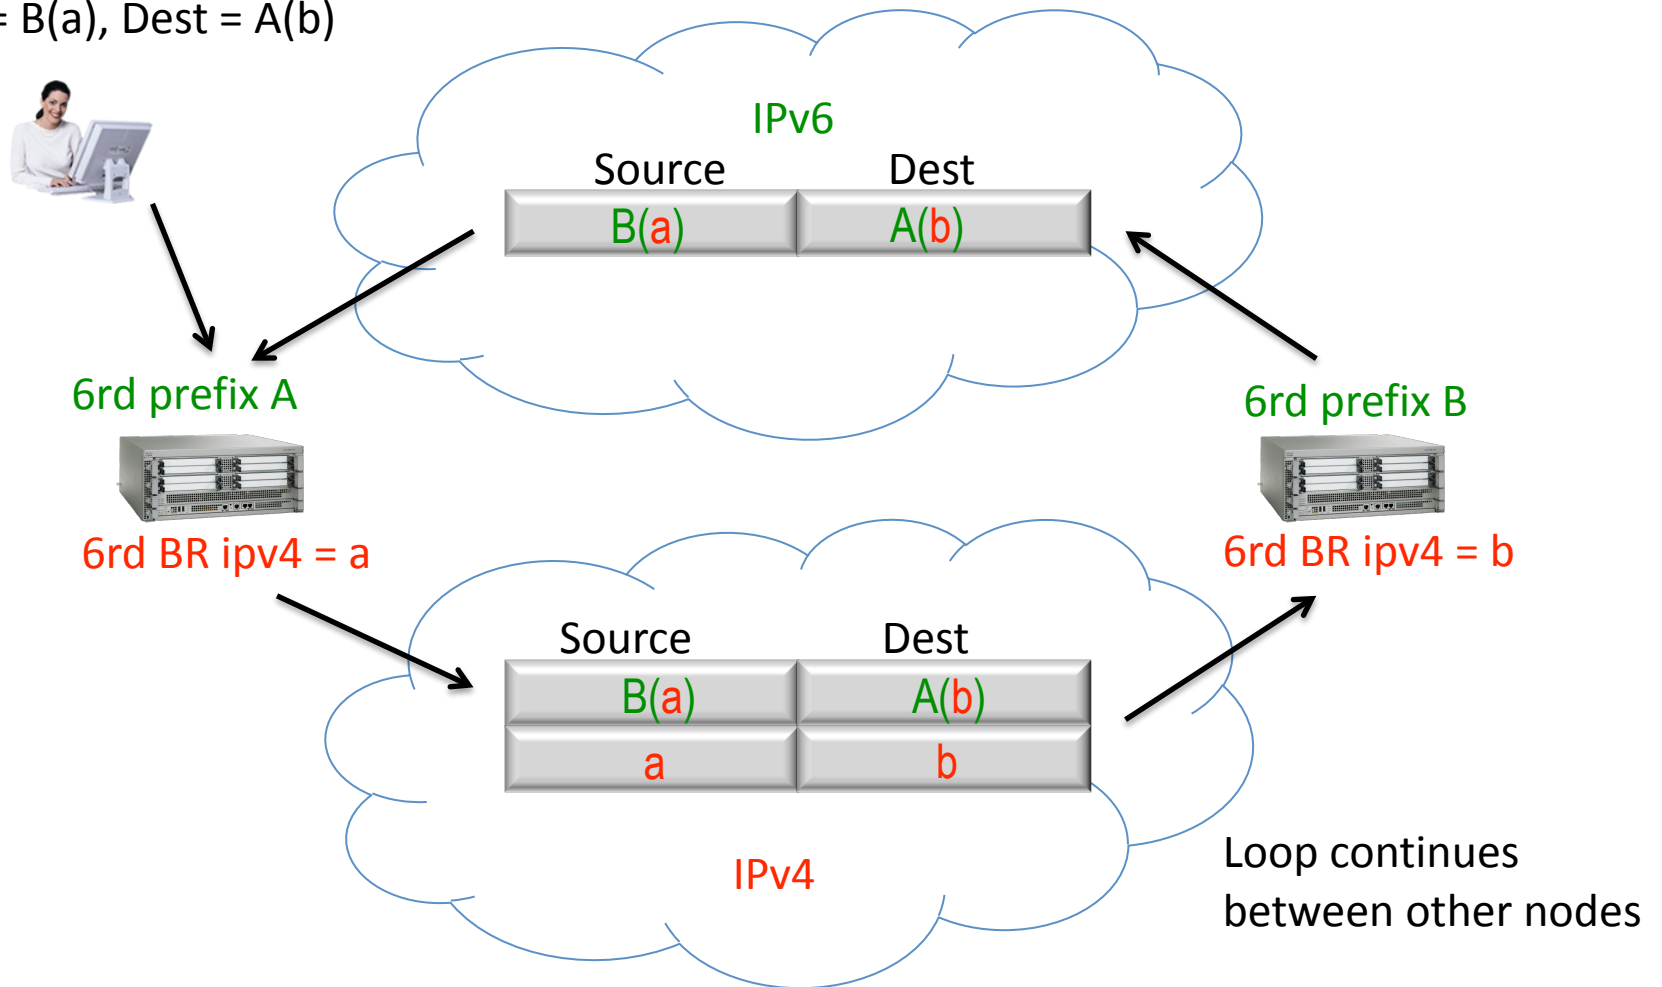 = B(a), Dest = A(b)
IPv6
Source Dest
B(a) A(b)
6rd prefix A
6rd prefix B
6rd BR ipv4 = a
6rd BR ipv4 = b
Source Dest
B(a) A(b)
a b
IPv4
Loop continues
between other nodes